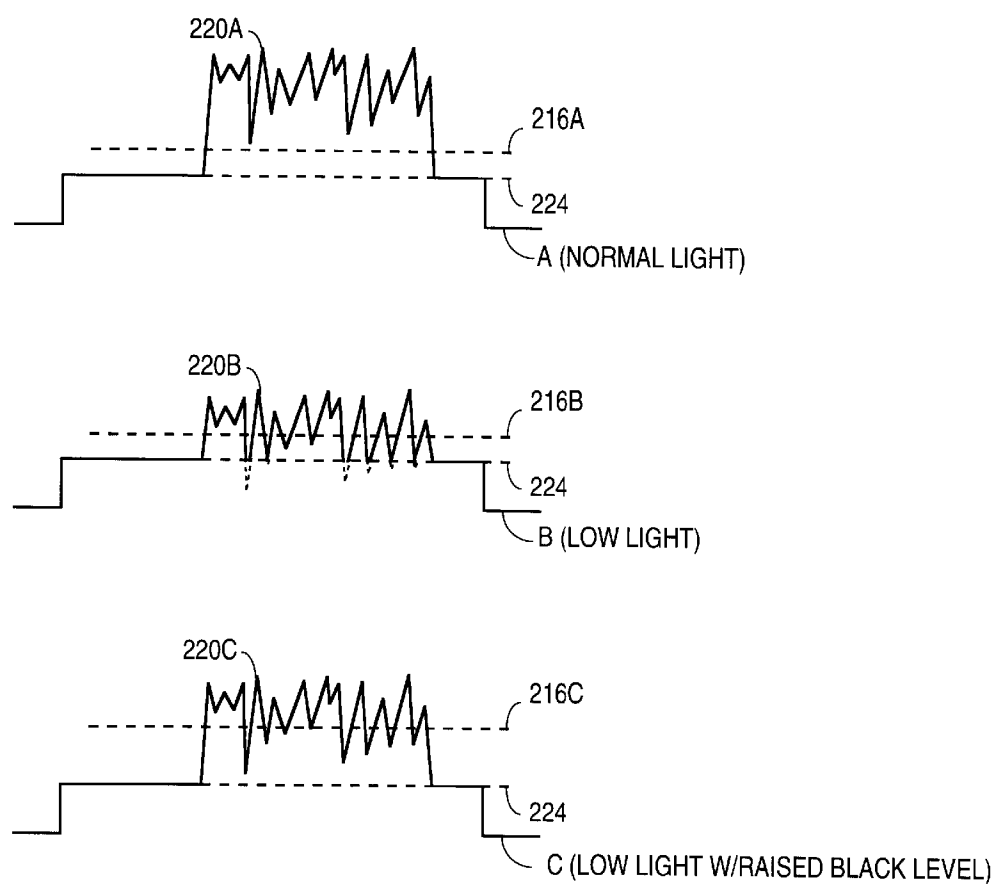 220A
216A
224
A (NORMAL LIGHT)
220B
216B
224
B (LOW LIGHT)
220C
216C
224
C (LOW LIGHT W/RAISED BLACK LEVEL)